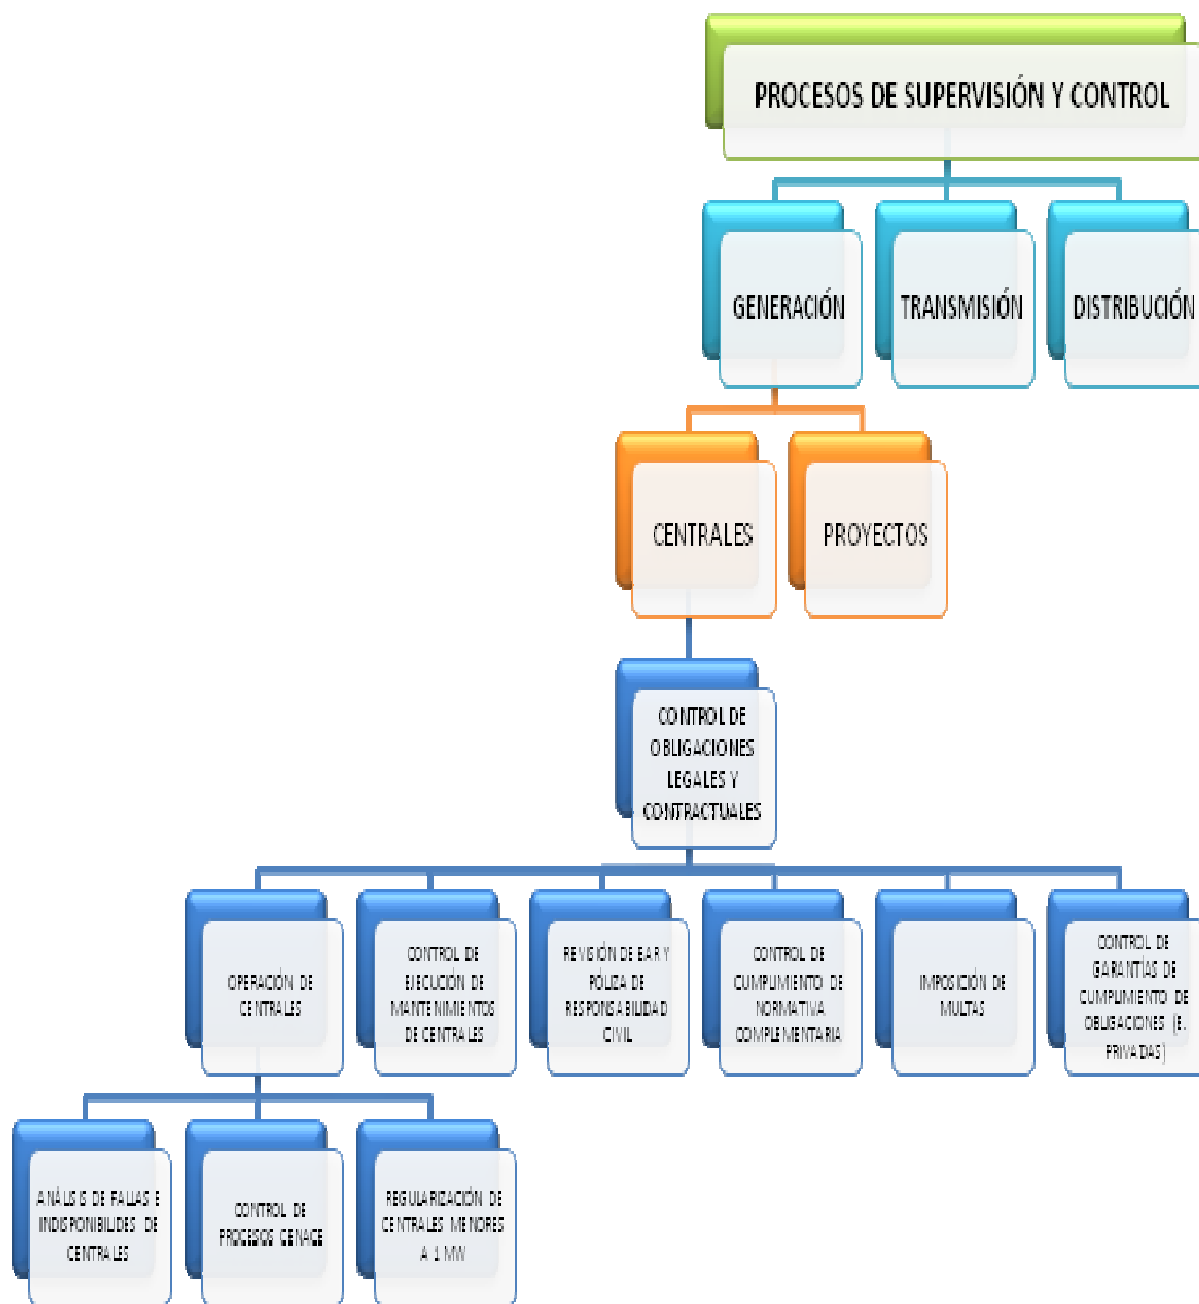 PROCESOS DE SUPERVISIÓN Y CONTROL
GENERACIÓN
TRANSMISIÓN
DISTRIBUCIÓN
CENTRALES
PROYECTOS
CONTROL DE
OBLIGACIONES
LEGALES Y
CONTRACTUALES
OPERACIÓN DE
CENTRALES
CONTROL DE
EJECUCIÓN DE
MANTENIMIENTOS
DE CENTRALES
REVISIÓN DE E.AR Y
PÓLIZA DE
RESPONSABILIDAD
CIVIL
CONTROL DE
CUMPLIMIENTO DE
NORMATIVA
COMPLEMENTARIA
IMPOSICIÓN DE
MULTAS
CONTROL DE
GARANTÍAS DE
CUMPLIMIENTO DE
OBLIGACIONES (E.
PRIVADAS)
ANÁLISIS DE FALLAS E
INDISPONIBILIDES DE
CENTRALES
CONTROL DE
PROCESOS CENACE
REGULARIZACIÓN DE
CENTRALES MENORES
A 1 MW